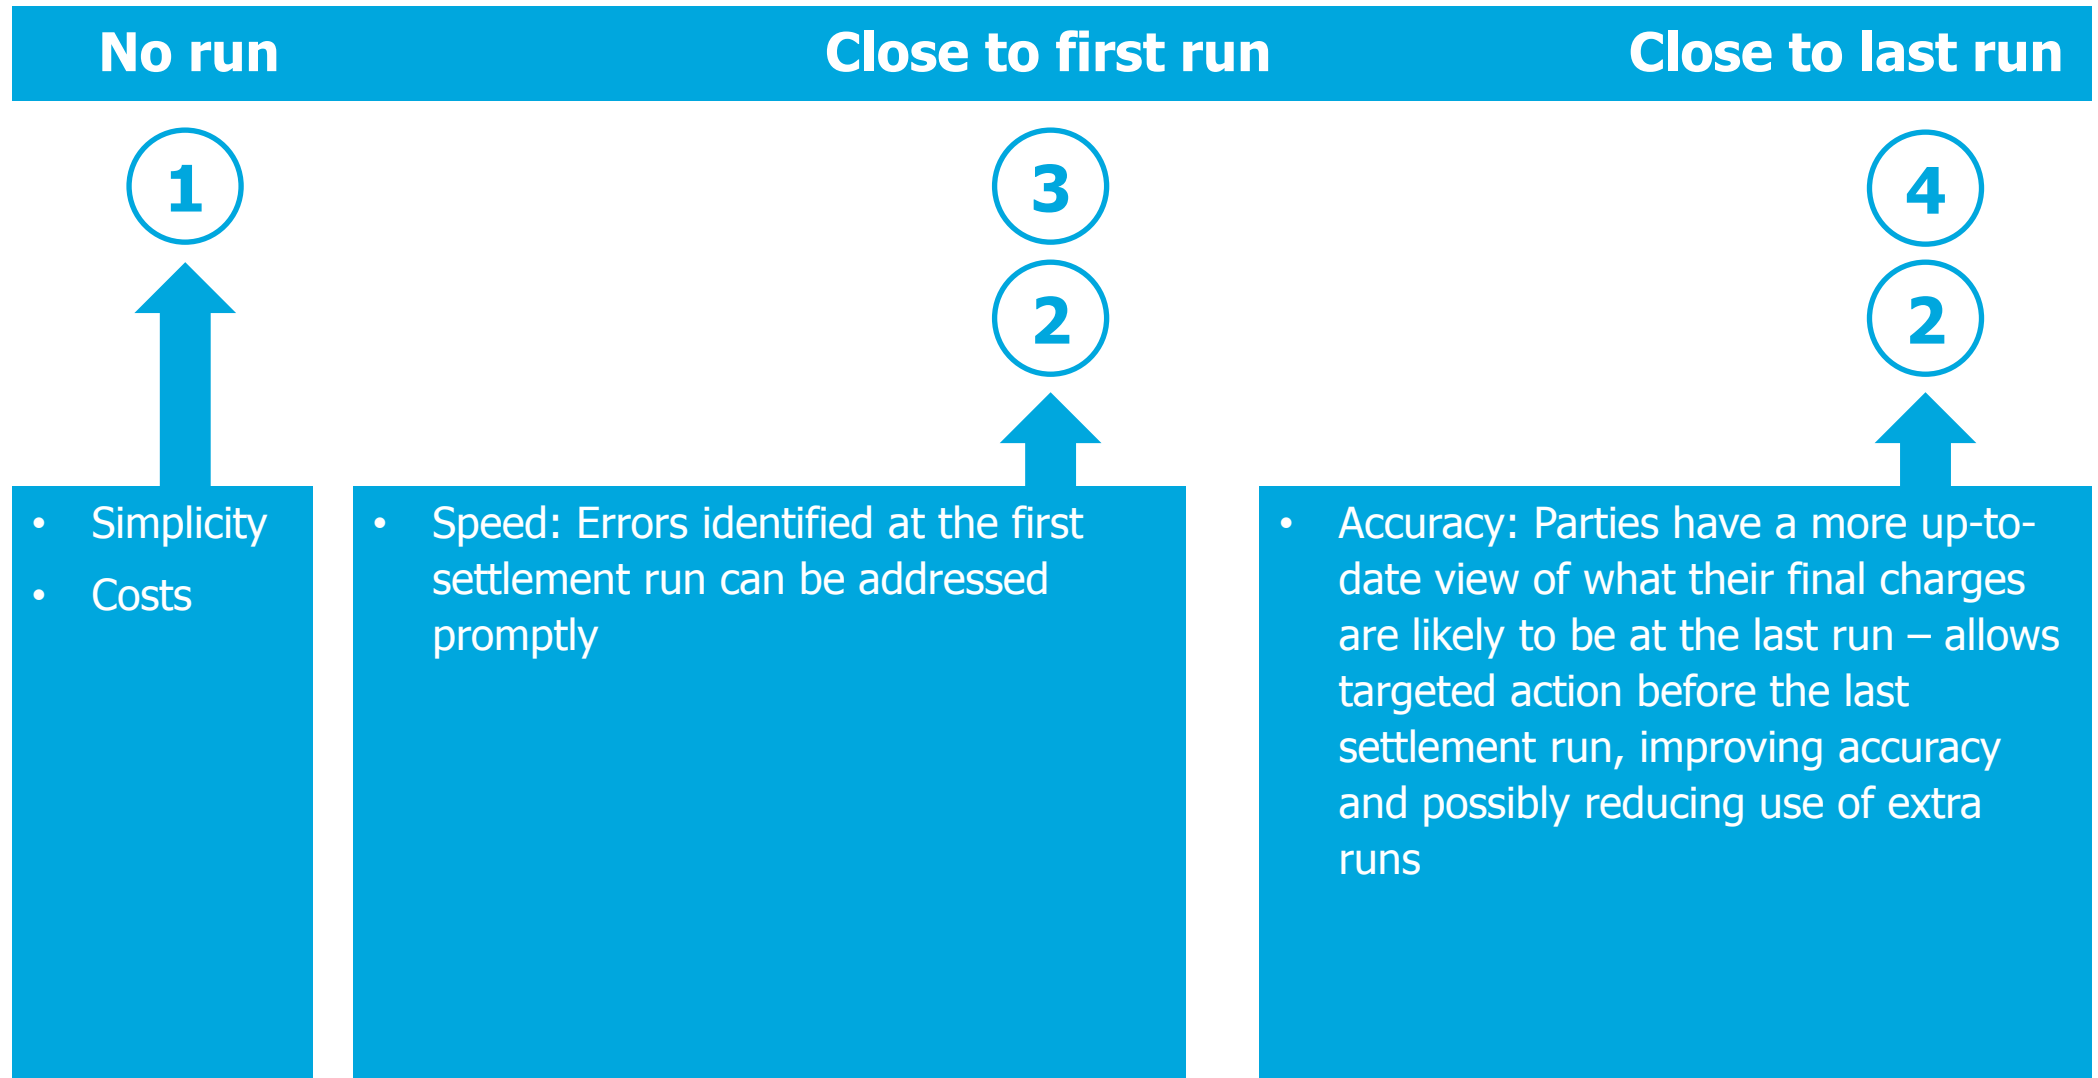 No run
Close to first run
Close to last run
1
3
4
2
2
• Simplicity
• Costs
• Speed: Errors identified at the first
settlement run can be addressed
promptly
• Accuracy: Parties have a more up-to-
date view of what their final charges
are likely to be at the last run – allows
targeted action before the last
settlement run, improving accuracy
and possibly reducing use of extra
runs